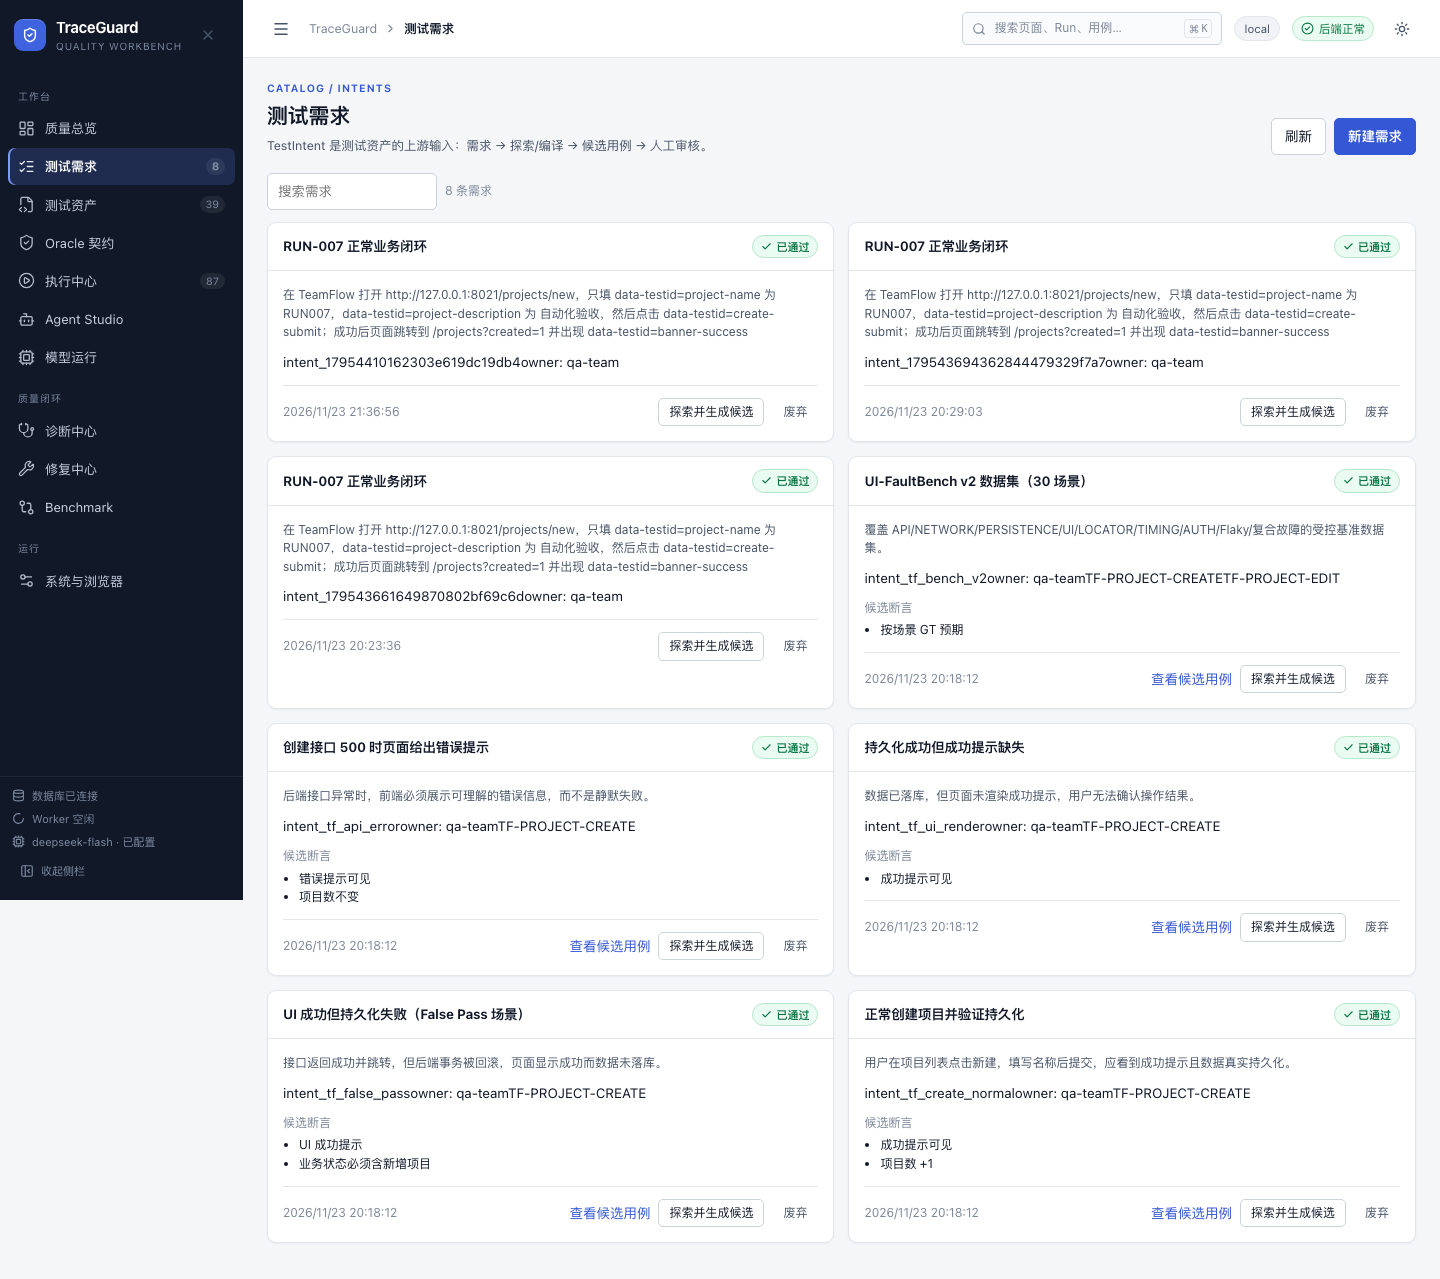 TraceGuard
QUALITY WORKBENCH
工作台
质量总览
测试需求 8
测试资产 39
Oracle 契约
执行中心 87
Agent Studio
模型运行
质量闭环
诊断中心
修复中心
Benchmark
运行
系统与浏览器
数据库已连接
Worker 空闲
deepseek-flash · 已配置
收起侧栏
TraceGuard > 测试需求
搜索页面、Run、用例... ⌘ K
local
后端正常
CATALOG / INTENTS
测试需求
TestIntent 是测试资产的上游输入：需求 → 探索/编译 → 候选用例 → 人工审核。
刷新
新建需求
搜索需求
8 条需求
RUN-007 正常业务闭环
已通过
在 TeamFlow 打开 http://127.0.0.1:8021/projects/new，只填 data-testid=project-name 为
RUN007，data-testid=project-description 为 自动化验收，然后点击 data-testid=create-
submit；成功后页面跳转到 /projects?created=1 并出现 data-testid=banner-success
intent_17954410162303e619dc19db4owner: qa-team
2026/11/23 21:36:56
探索并生成候选
废弃
RUN-007 正常业务闭环
已通过
在 TeamFlow 打开 http://127.0.0.1:8021/projects/new，只填 data-testid=project-name 为
RUN007，data-testid=project-description 为 自动化验收，然后点击 data-testid=create-
submit；成功后页面跳转到 /projects?created=1 并出现 data-testid=banner-success
intent_179543694362844479329f7a7owner: qa-team
2026/11/23 20:29:03
探索并生成候选
废弃
RUN-007 正常业务闭环
已通过
在 TeamFlow 打开 http://127.0.0.1:8021/projects/new，只填 data-testid=project-name 为
RUN007，data-testid=project-description 为 自动化验收，然后点击 data-testid=create-
submit；成功后页面跳转到 /projects?created=1 并出现 data-testid=banner-success
intent_179543661649870802bf69c6downer: qa-team
2026/11/23 20:23:36
探索并生成候选
废弃
UI-FaultBench v2 数据集（30 场景）
已通过
覆盖 API/NETWORK/PERSISTENCE/UI/LOCATOR/TIMING/AUTH/Flaky/复合故障的受控基准数据
集。
intent_tf_bench_v2owner: qa-teamTF-PROJECT-CREATETF-PROJECT-EDIT
候选断言
• 按场景 GT 预期
2026/11/23 20:18:12
查看候选用例
探索并生成候选
废弃
创建接口 500 时页面给出错误提示
已通过
后端接口异常时，前端必须展示可理解的错误信息，而不是静默失败。
intent_tf_api_errorowner: qa-teamTF-PROJECT-CREATE
候选断言
• 错误提示可见
• 项目数不变
2026/11/23 20:18:12
查看候选用例
探索并生成候选
废弃
持久化成功但成功提示缺失
已通过
数据已落库，但页面未渲染成功提示，用户无法确认操作结果。
intent_tf_ui_renderowner: qa-teamTF-PROJECT-CREATE
候选断言
• 成功提示可见
2026/11/23 20:18:12
查看候选用例
探索并生成候选
废弃
UI 成功但持久化失败（False Pass 场景）
已通过
接口返回成功并跳转，但后端事务被回滚，页面显示成功而数据未落库。
intent_tf_false_passowner: qa-teamTF-PROJECT-CREATE
候选断言
• UI 成功提示
• 业务状态必须含新增项目
2026/11/23 20:18:12
查看候选用例
探索并生成候选
废弃
正常创建项目并验证持久化
已通过
用户在项目列表点击新建，填写名称后提交，应看到成功提示且数据真实持久化。
intent_tf_create_normalowner: qa-teamTF-PROJECT-CREATE
候选断言
• 成功提示可见
• 项目数 +1
2026/11/23 20:18:12
查看候选用例
探索并生成候选
废弃